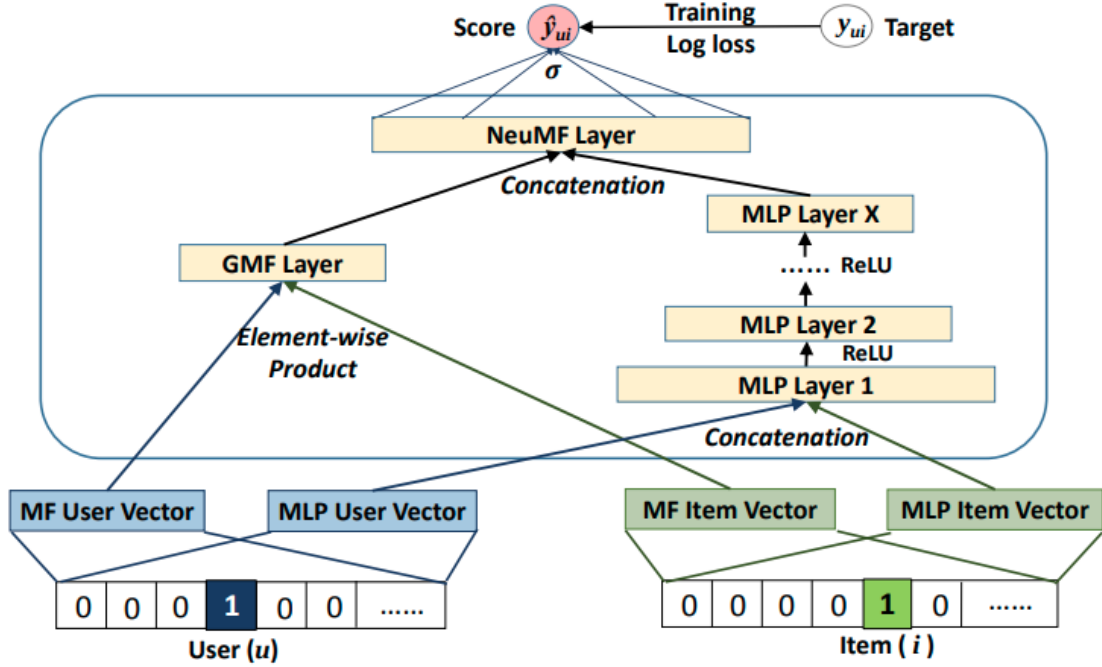 Score ŷui Training yui Target
Log loss
σ
NeuMF Layer
Concatenation
MLP Layer X
GMF Layer
...... ReLU
Element-wise
Product
MLP Layer 2
ReLU
MLP Layer 1
Concatenation
MF User Vector MLP User Vector MF Item Vector MLP Item Vector
0 0 0 1 0 0 ...... 0 0 0 0 1 0 ......
User (u) Item ( i )